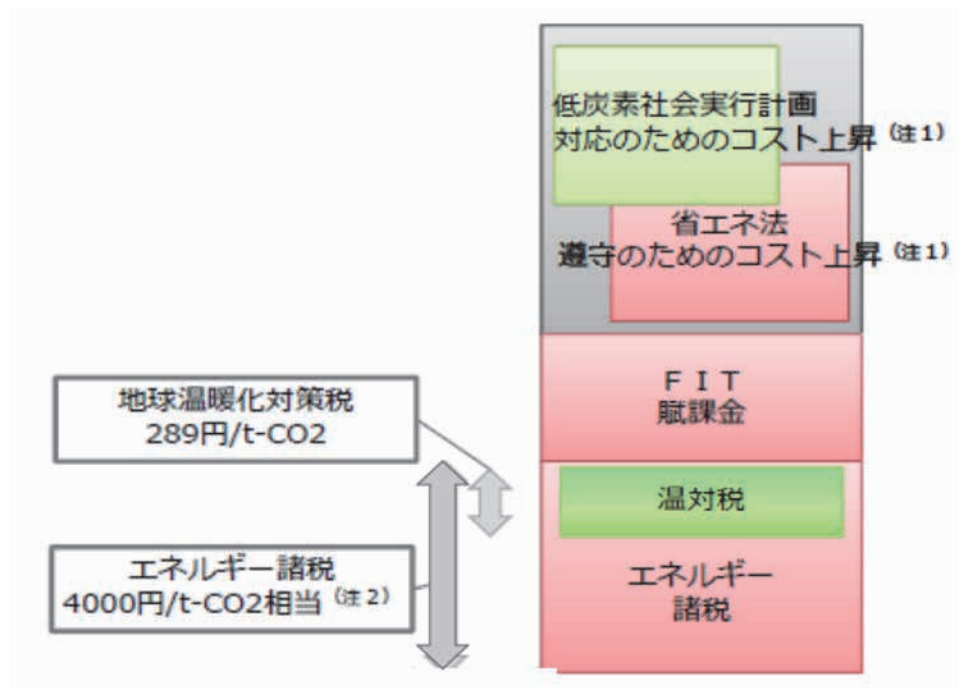 低炭素社会実行計画
対応のためのコスト上昇（注1）
省エネ法
遵守のためのコスト上昇（注1）
ＦＩＴ
賦課金
地球温暖化対策税
289円/t-CO2
温対税
エネルギー諸税
4000円/t-CO2相当（注2）
エネルギー
諸税